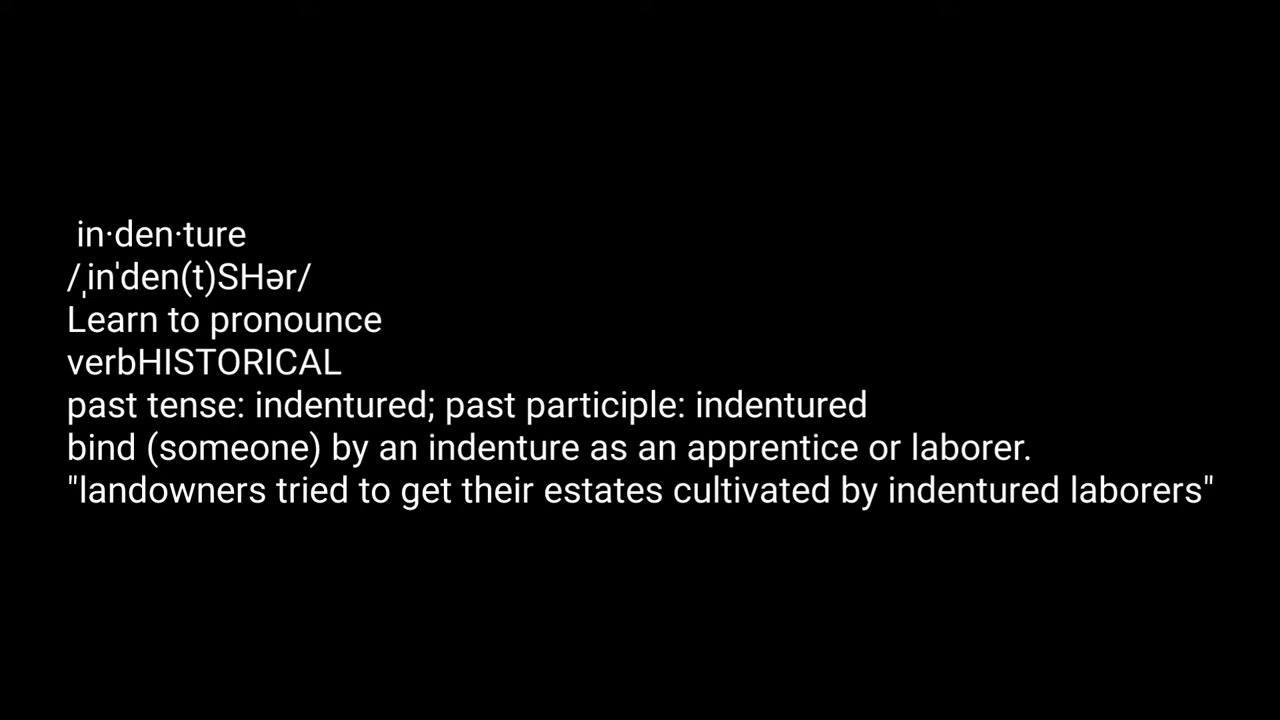 in·den·ture
/ˌinˈden(t)SHər/
Learn to pronounce
verbHISTORICAL
past tense: indentured; past participle: indentured
bind (someone) by an indenture as an apprentice or laborer.
"landowners tried to get their estates cultivated by indentured laborers"